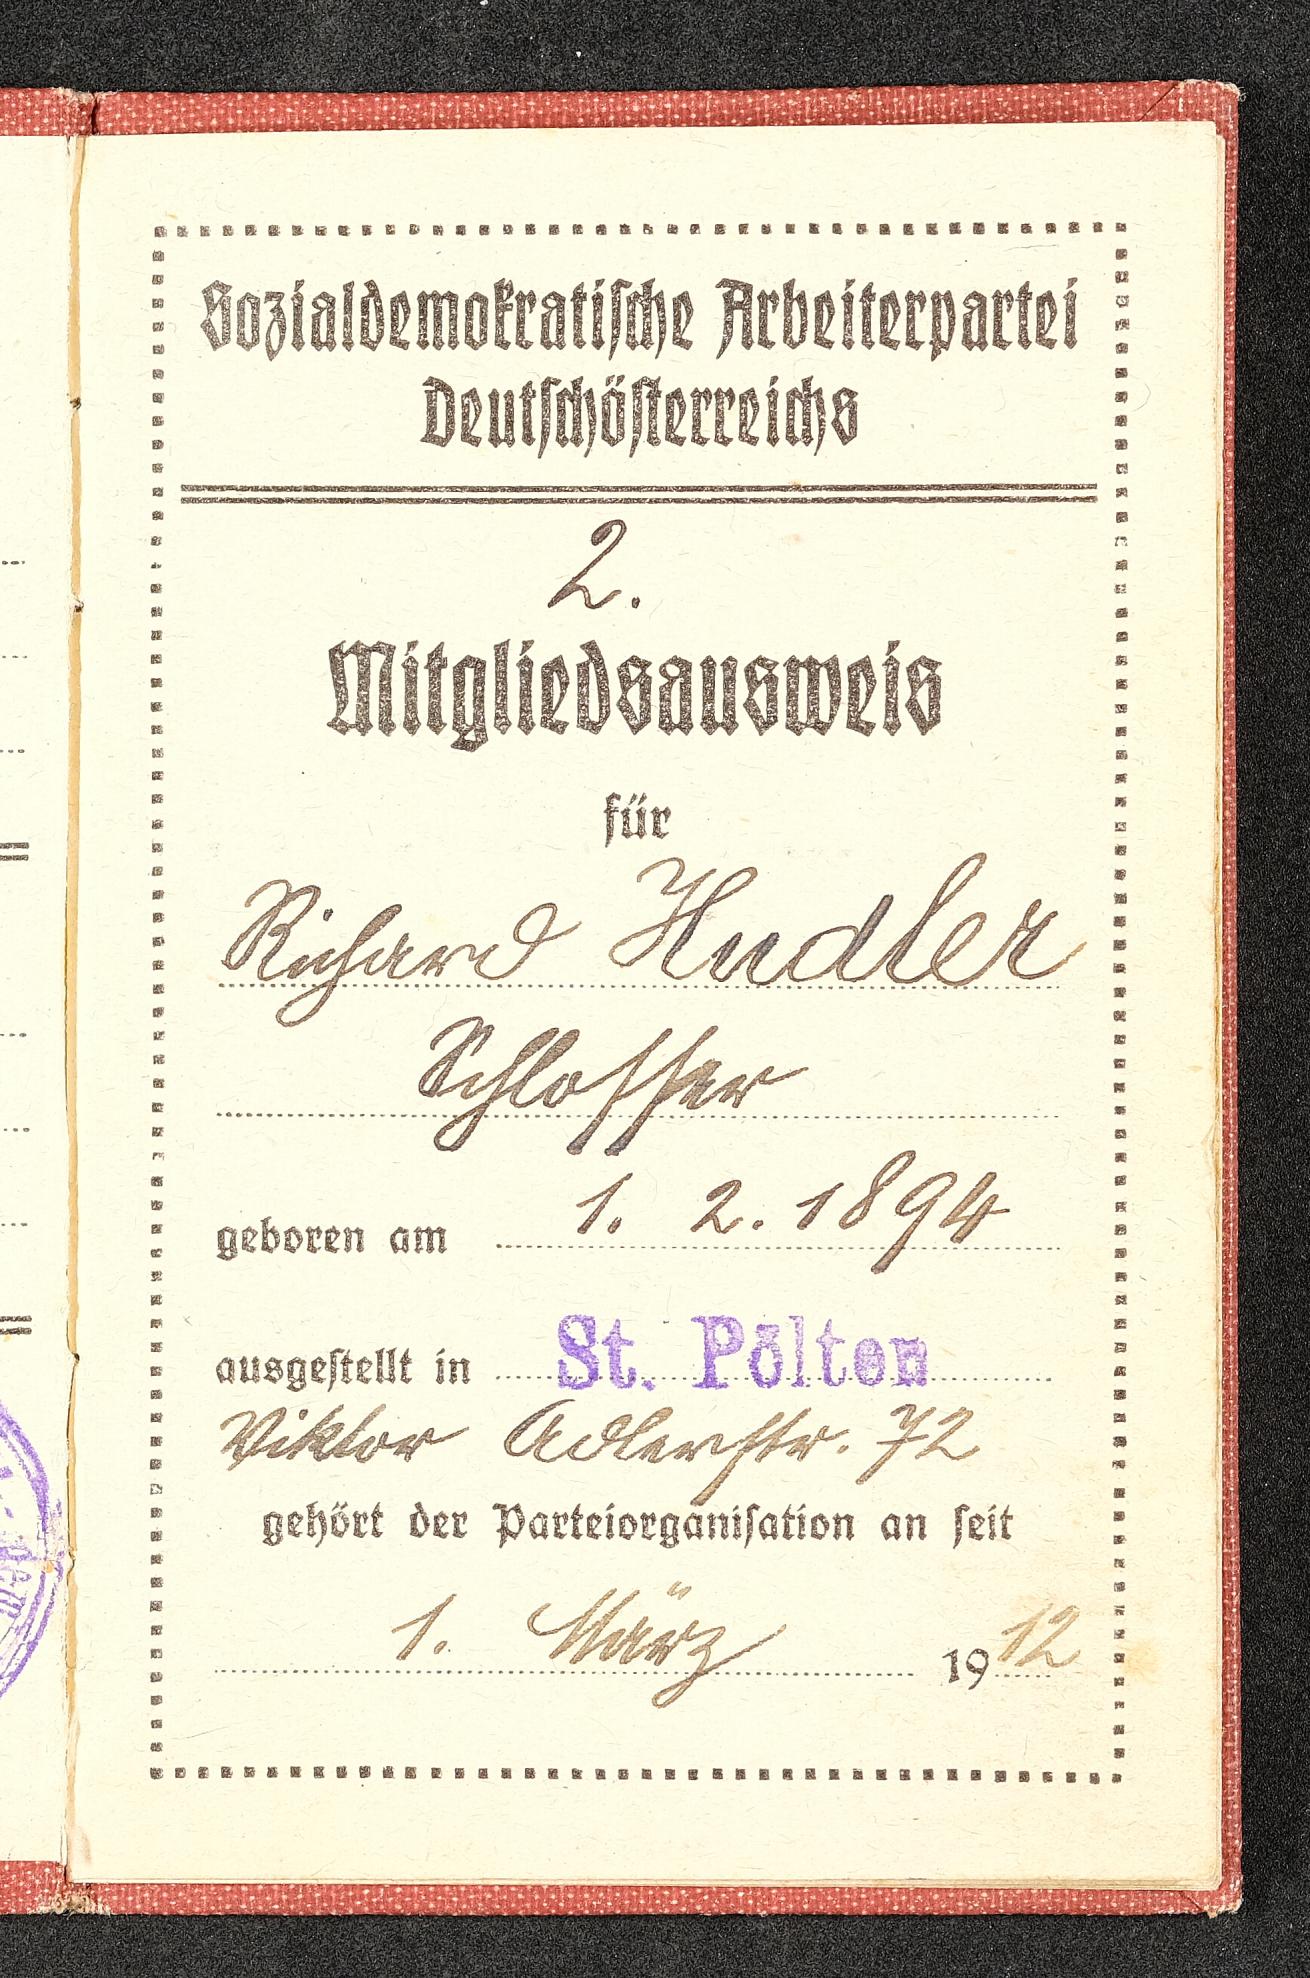 Sozialdemokratische Arbeiterpartei
Deutschösterreichs
2.
Mitgliedsausweis
für
Richard Hudler
Schlosser
geboren am 1. 2. 1894
ausgestellt in St. Pölten
Viktor Adlerstr. 72
gehört der Parteiorganisation an seit
1. März 1912